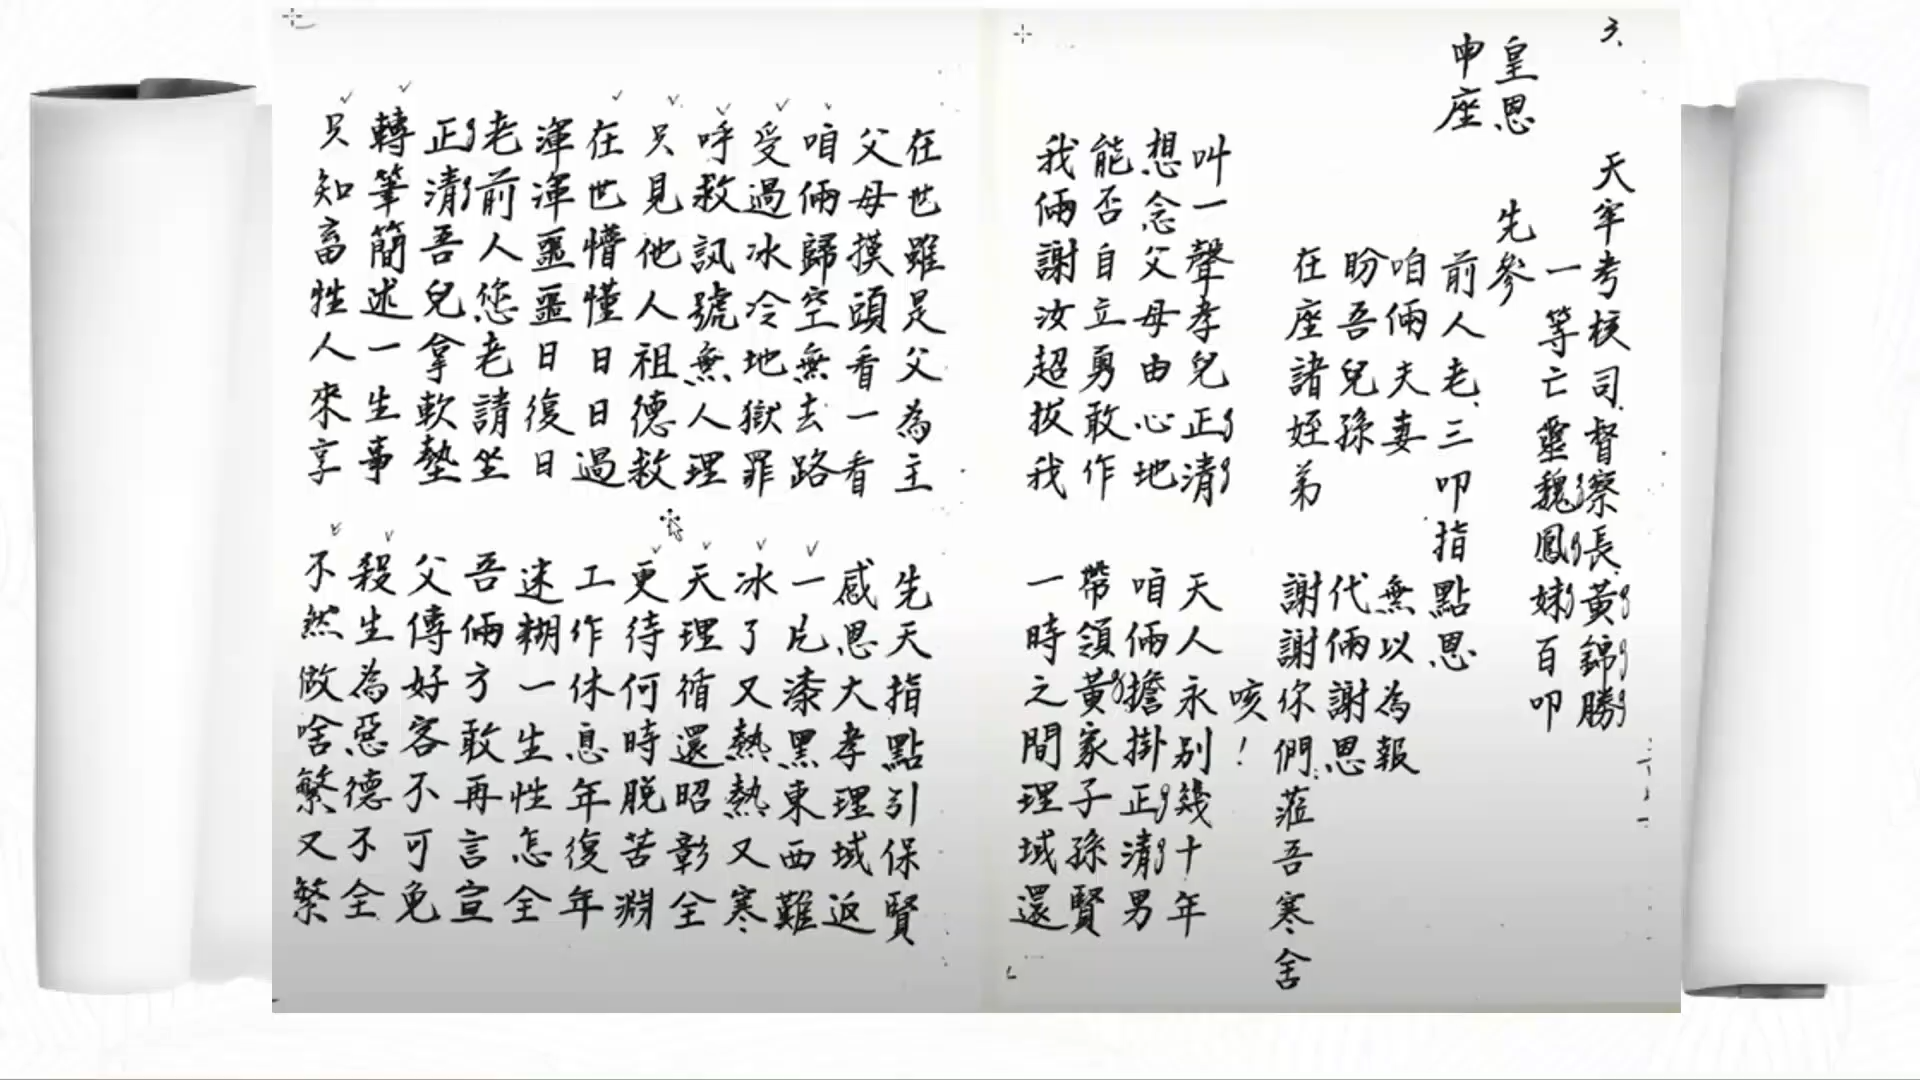 3.
天牢考核司.督察長.黃錦勝
一等亡靈魏鳳百叩
皇恩 先參
申座
前人老.三叩指點恩
咱倆夫妻 無以為報
盼吾兒孫 代倆謝恩
在座諸姪弟 謝謝你們蒞吾寒舍
咳!
叫一聲孝兒正清 天人永別幾十年
想念父母由心地 咱倆擔掛正清男
能否自立勇敢作 帶領黃家子孫賢
我倆謝汝超拔我 一時之間理域還
在世雖是父為主 先天指點引保賢
父母摸頭看一看 感恩大孝理域返
咱倆歸空無去路 一片漆黑東西難
受過冰冷地獄罪 冰了又熱熱又寒
呼救訊號無人理 天理循還昭彰全
只見他人祖德救 更待何時脫苦淵
在世懵懂日日過 工作休息年復年
渾渾噩噩日復日 迷糊一生性怎全
老前人您老請坐 吾倆方敢再言宣
正清吾兒拿軟墊 父傳好客不可免
轉筆簡述一生事 殺生為惡德不全
只知畜牲人來享 不然做啥繁又繁